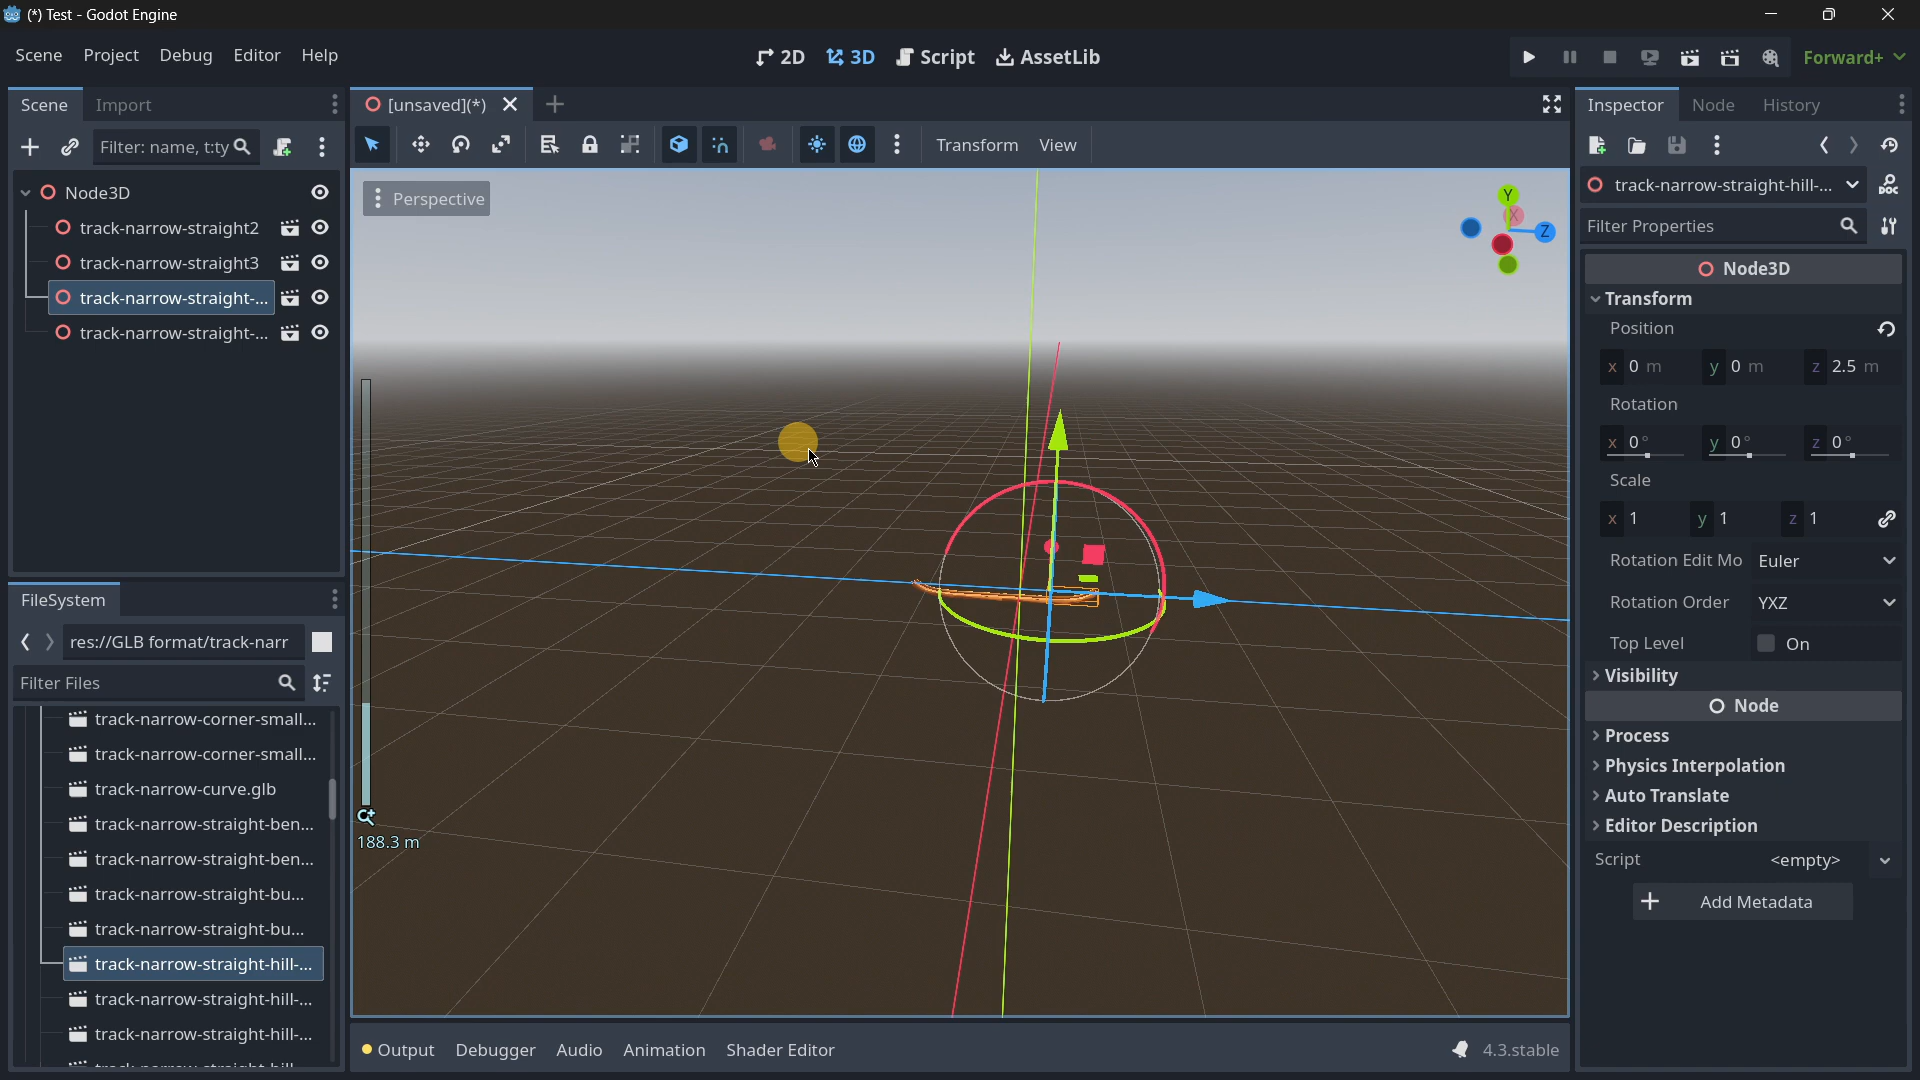 (*) Test - Godot Engine
Scene Project Debug Editor Help
2D 3D Script AssetLib
Forward+
Scene Import
Filter: name, t:ty
Node3D
track-narrow-straight2
track-narrow-straight3
track-narrow-straight-...
track-narrow-straight-...
FileSystem
res://GLB format/track-narr
Filter Files
track-narrow-corner-small...
track-narrow-corner-small...
track-narrow-curve.glb
track-narrow-straight-ben...
track-narrow-straight-ben...
track-narrow-straight-bu...
track-narrow-straight-bu...
track-narrow-straight-hill-...
track-narrow-straight-hill-...
track-narrow-straight-hill-...
[unsaved](*)
Transform View
Perspective
Y
X
Z
188.3 m
Output Debugger Audio Animation Shader Editor
4.3.stable
Inspector Node History
track-narrow-straight-hill-...
Filter Properties
Node3D
Transform
Position
x 0 m y 0 m z 2.5 m
Rotation
x 0° y 0° z 0°
Scale
x 1 y 1 z 1
Rotation Edit Mo Euler
Rotation Order YXZ
Top Level On
Visibility
Node
Process
Physics Interpolation
Auto Translate
Editor Description
Script <empty>
Add Metadata